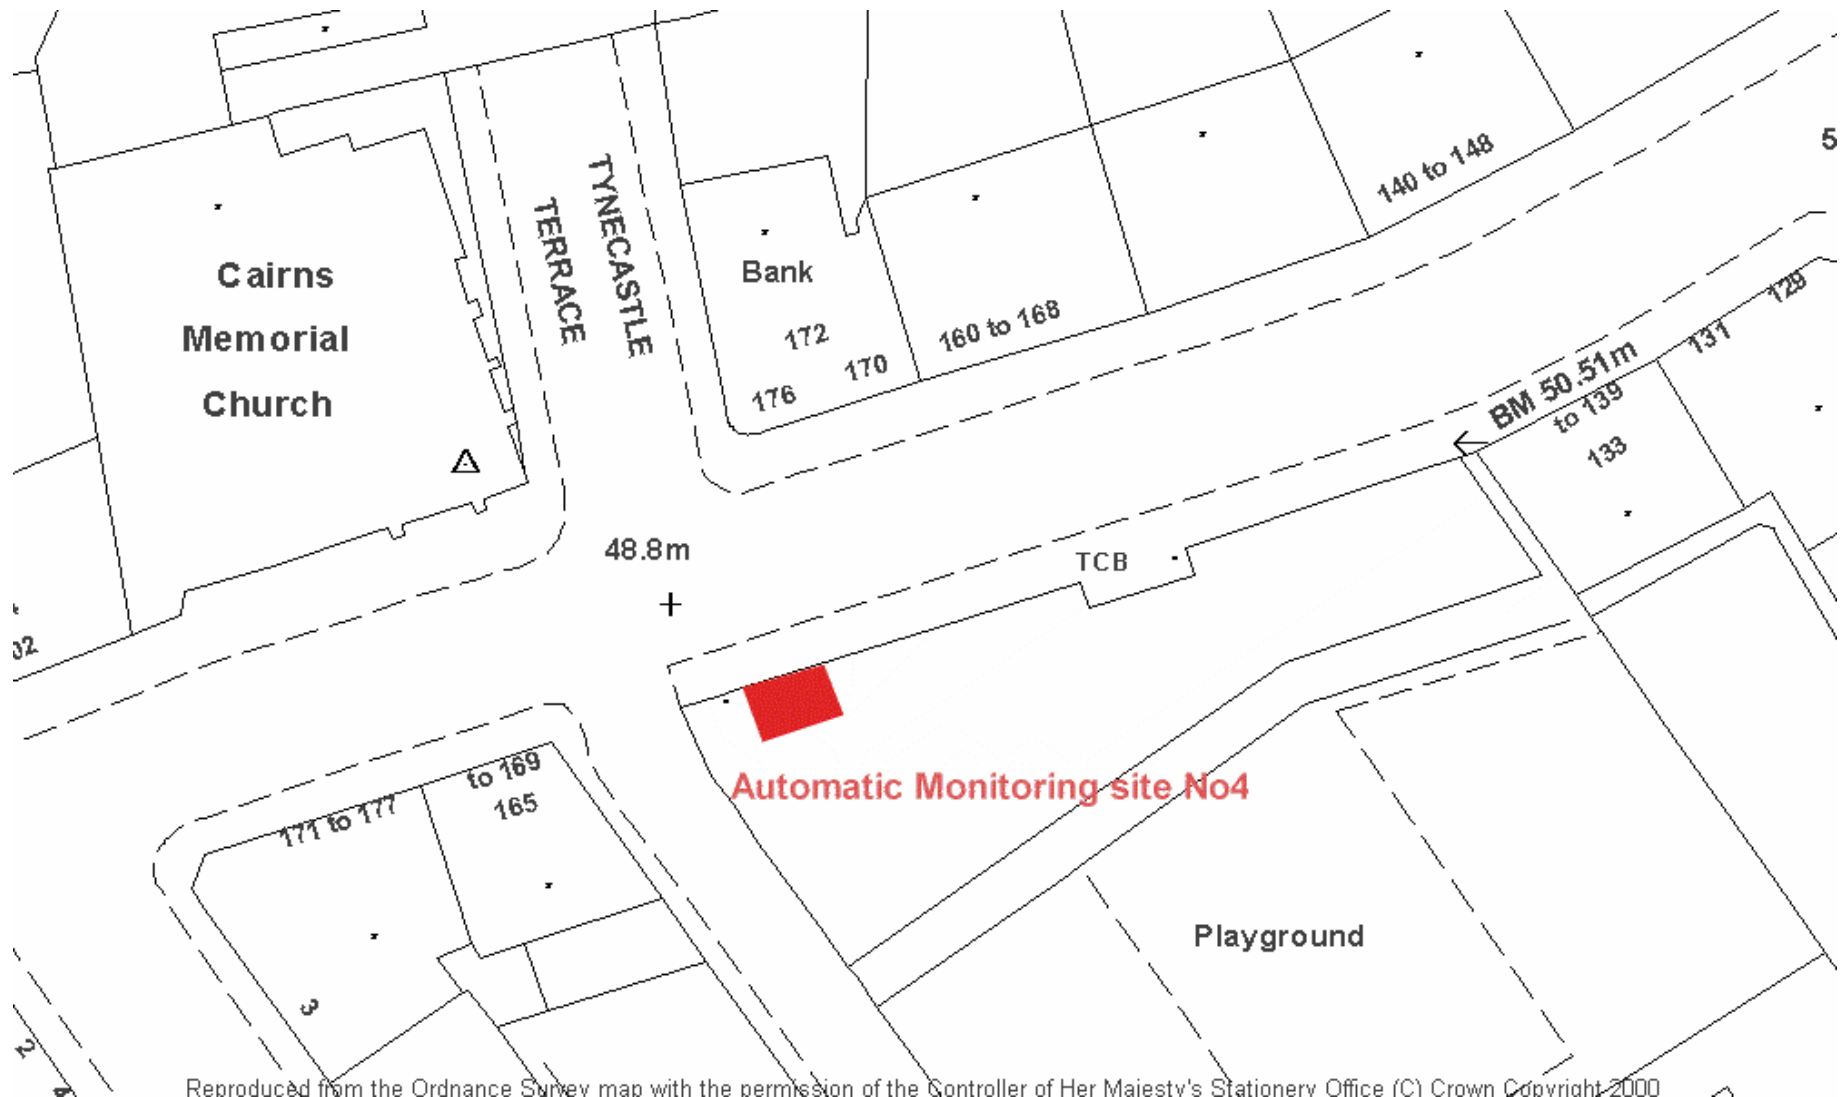 TYNECASTLE
TERRACE
140 to 148
5
Cairns
Memorial
Church
Bank
172
170
176
160 to 168
129
131
BM 50.51m
to 139
133
48.8m
TCB
02
Automatic Monitoring site No4
to 169
165
171 to 177
Playground
3
2
Reproduced from the Ordnance Survey map with the permission of the Controller of Her Majesty's Stationery Office (C) Crown Copyright 2000